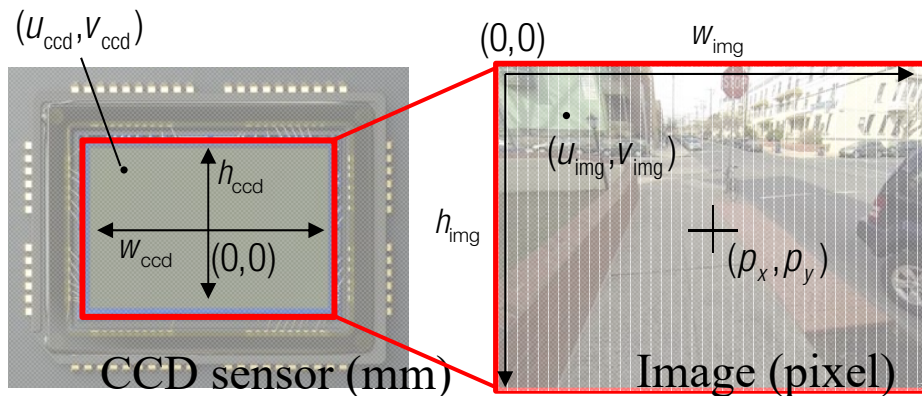 (u_ccd,v_ccd)
h_ccd
w_ccd
(0,0)
CCD sensor (mm)
(0,0)
w_img
(u_img,v_img)
h_img
(p_x,p_y)
Image (pixel)